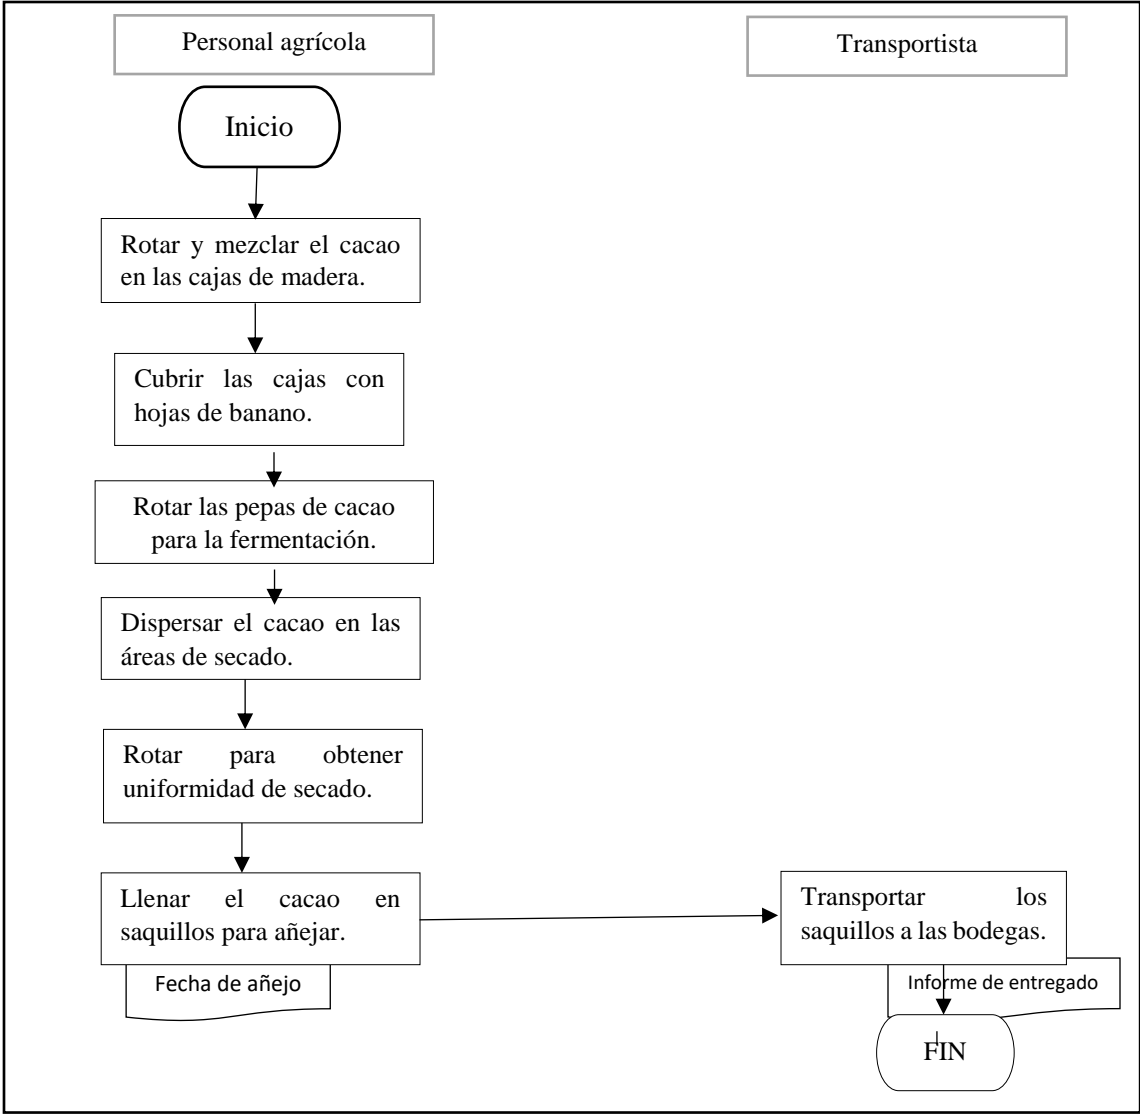 Personal agrícola
Transportista
Inicio
Rotar y mezclar el cacao
en las cajas de madera.
Cubrir las cajas con
hojas de banano.
Rotar las pepas de cacao
para la fermentación.
Dispersar el cacao en las
áreas de secado.
Rotar para obtener
uniformidad de secado.
Llenar el cacao en
saquillos para añejar.
Fecha de añejo
Transportar los
saquillos a las bodegas.
Informe de entregado
FIN